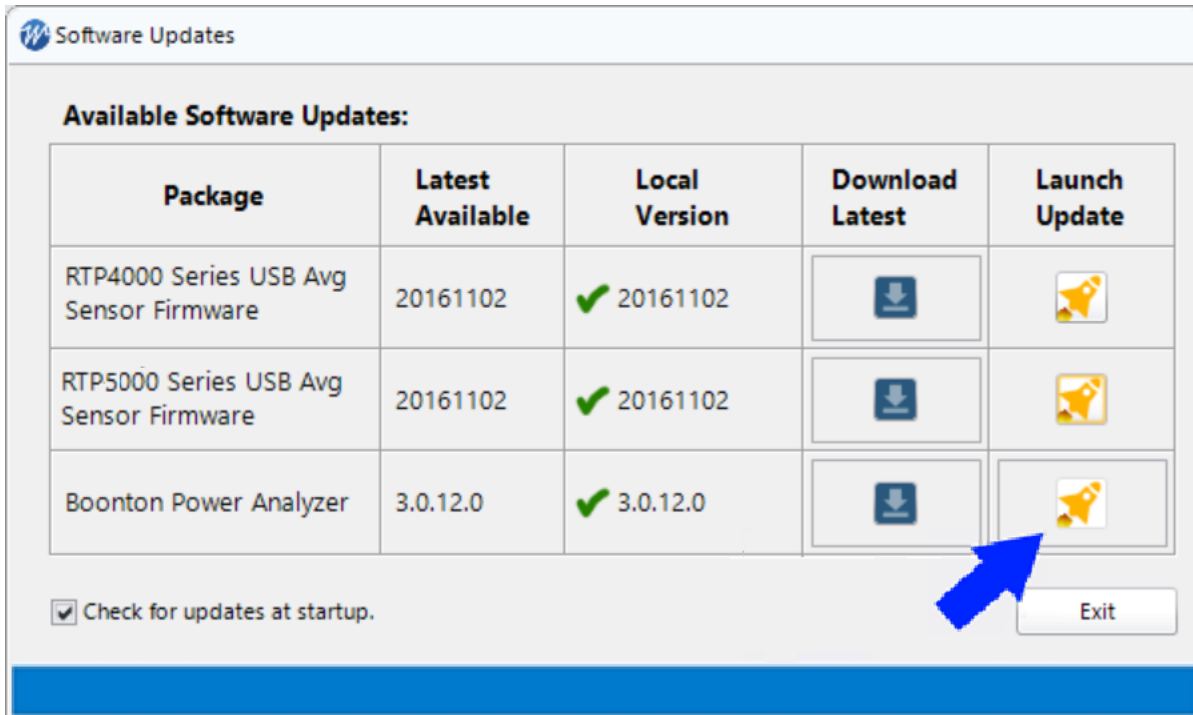 Software Updates
Available Software Updates:
Package
Latest
Available
Local
Version
Download
Latest
Launch
Update
RTP4000 Series USB Avg
Sensor Firmware
20161102
20161102
RTP5000 Series USB Avg
Sensor Firmware
20161102
20161102
Boonton Power Analyzer
3.0.12.0
3.0.12.0
Check for updates at startup.
Exit